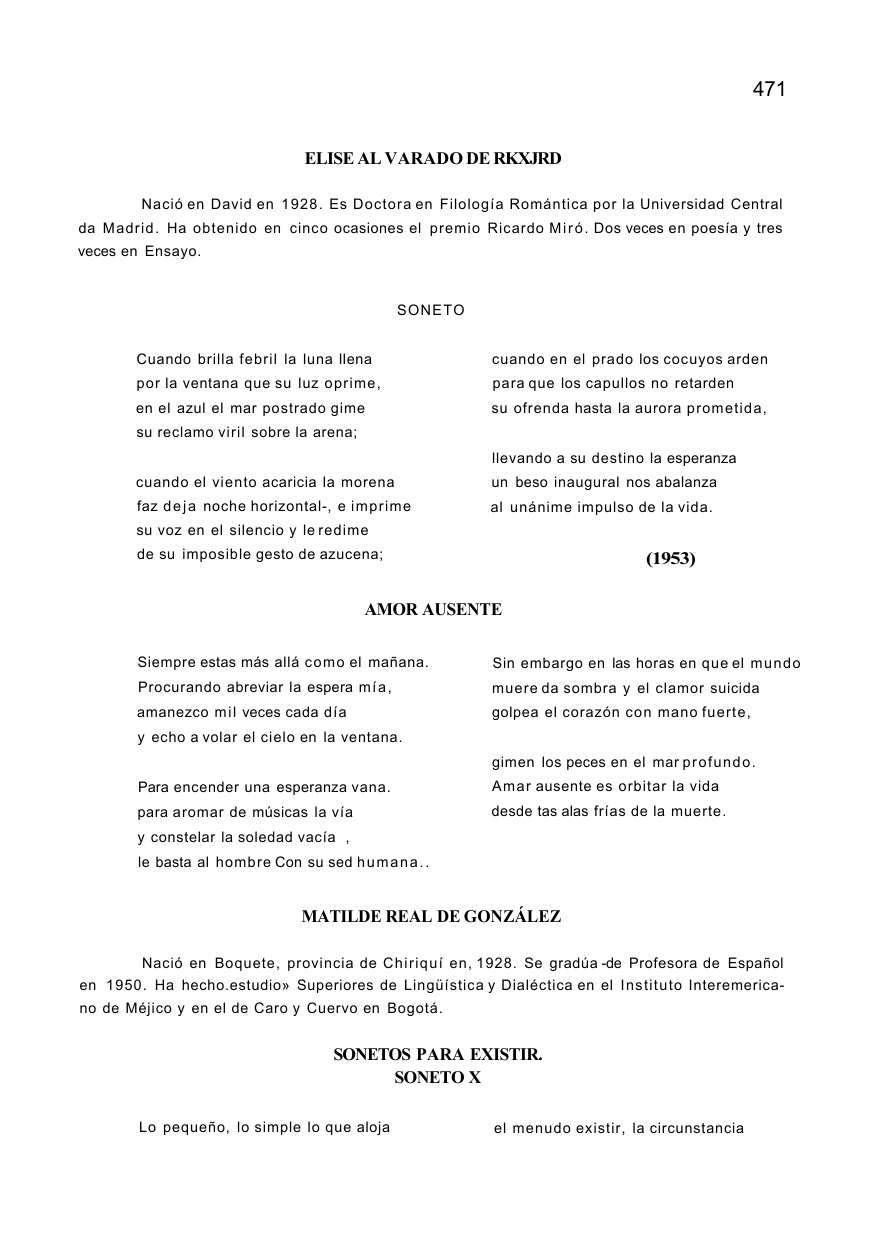 471
ELISE AL VARADO DE RKXJRD
Nació en David en 1928. Es Doctora en Filología Romántica por la Universidad Central
da Madrid. Ha obtenido en cinco ocasiones el premio Ricardo Miró. Dos veces en poesía y tres
veces en Ensayo.
SONETO
Cuando brilla febril la luna llena
por la ventana que su luz oprime,
en el azul el mar postrado gime
su reclamo viril sobre la arena;
cuando el viento acaricia la morena
faz deja noche horizontal-, e imprime
su voz en el silencio y le redime
de su imposible gesto de azucena;
cuando en el prado los cocuyos arden
para que los capullos no retarden
su ofrenda hasta la aurora prometida,
llevando a su destino la esperanza
un beso inaugural nos abalanza
al unánime impulso de la vida.
(1953)
AMOR AUSENTE
Siempre estas más allá como el mañana.
Procurando abreviar la espera mía,
amanezco mil veces cada día
y echo a volar el cielo en la ventana.
Para encender una esperanza vana.
para aromar de músicas la vía
y constelar la soledad vacía ,
le basta al hombre Con su sed humana..
Sin embargo en las horas en que el mundo
muere da sombra y el clamor suicida
golpea el corazón con mano fuerte,
gimen los peces en el mar profundo.
Amar ausente es orbitar la vida
desde tas alas frías de la muerte.
MATILDE REAL DE GONZÁLEZ
Nació en Boquete, provincia de Chiriquí en, 1928. Se gradúa -de Profesora de Español
en 1950. Ha hecho.estudio» Superiores de Lingüística y Dialéctica en el Instituto Interemerica-
no de Méjico y en el de Caro y Cuervo en Bogotá.
SONETOS PARA EXISTIR.
SONETO X
Lo pequeño, lo simple lo que aloja
el menudo existir, la circunstancia